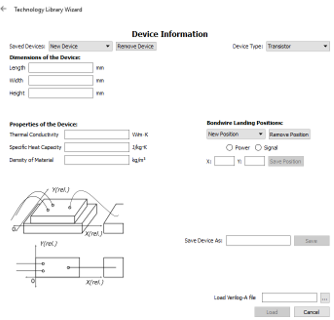 Technology Library Wizard
Device Information
Saved Devices: New Device Remove Device Device Type: Transistor
Dimensions of the Device:
Length mm
Width mm
Height mm
Properties of the Device: Bondwire Landing Positions:
Thermal Conductivity W/m·K New Position Remove Position
Specific Heat Capacity J/kg·K Power Signal
Density of Material kg/m³ X: Y: Save Position
Y(rel.)
0
X(rel.)
Y(rel.)
Save Device As: Save
0
X(rel.)
Load Verilog-A file ...
Load Cancel